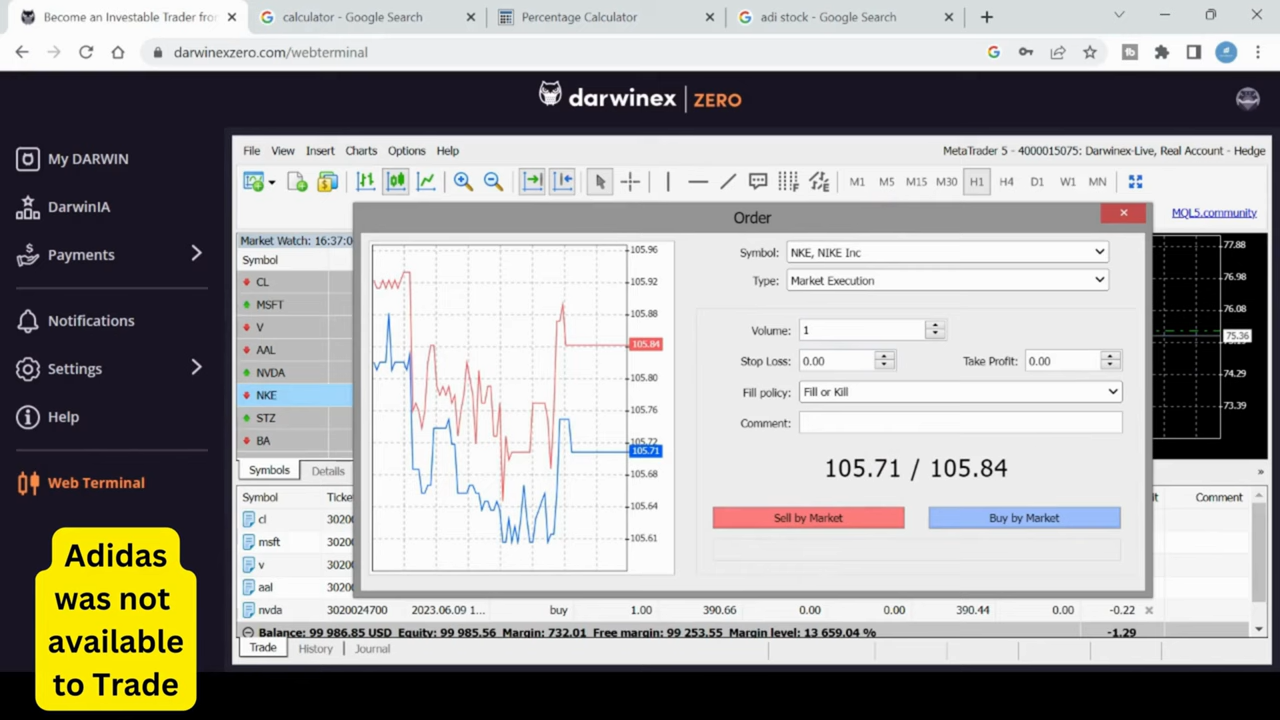 Become an Investable Trader from
calculator - Google Search
Percentage Calculator
adi stock - Google Search
darwinexzero.com/webterminal
darwinex | ZERO
My DARWIN
DarwinIA
Payments
Notifications
Settings
Help
Web Terminal
File View Insert Charts Options Help
MetaTrader 5 - 4000015075: Darwinex-Live, Real Account - Hedge
M1 M5 M15 M30 H1 H4 D1 W1 MN
MQL5.community
Market Watch: 16:37:0
Symbol
CL
MSFT
V
AAL
NVDA
NKE
STZ
BA
Symbols Details
Order
105.96
105.92
105.88
105.84
105.80
105.76
105.72
105.71
105.68
105.64
105.61
Symbol: NKE, NIKE Inc
Type: Market Execution
Volume: 1
Stop Loss: 0.00 Take Profit: 0.00
Fill policy: Fill or Kill
Comment:
105.71 / 105.84
Sell by Market Buy by Market
77.88
76.98
76.08
75.36
74.29
73.39
Symbol Ticke Comment
cl 3020
msft 3020
v 3020
aal 3020
nvda 3020024700 2023.06.09 1... buy 1.00 390.66 0.00 0.00 390.44 0.00 -0.22
Balance: 99 986.85 USD Equity: 99 985.56 Margin: 732.01 Free margin: 99 253.55 Margin level: 13 659.04 % -1.29
Trade History Journal
Adidas
was not
available
to Trade